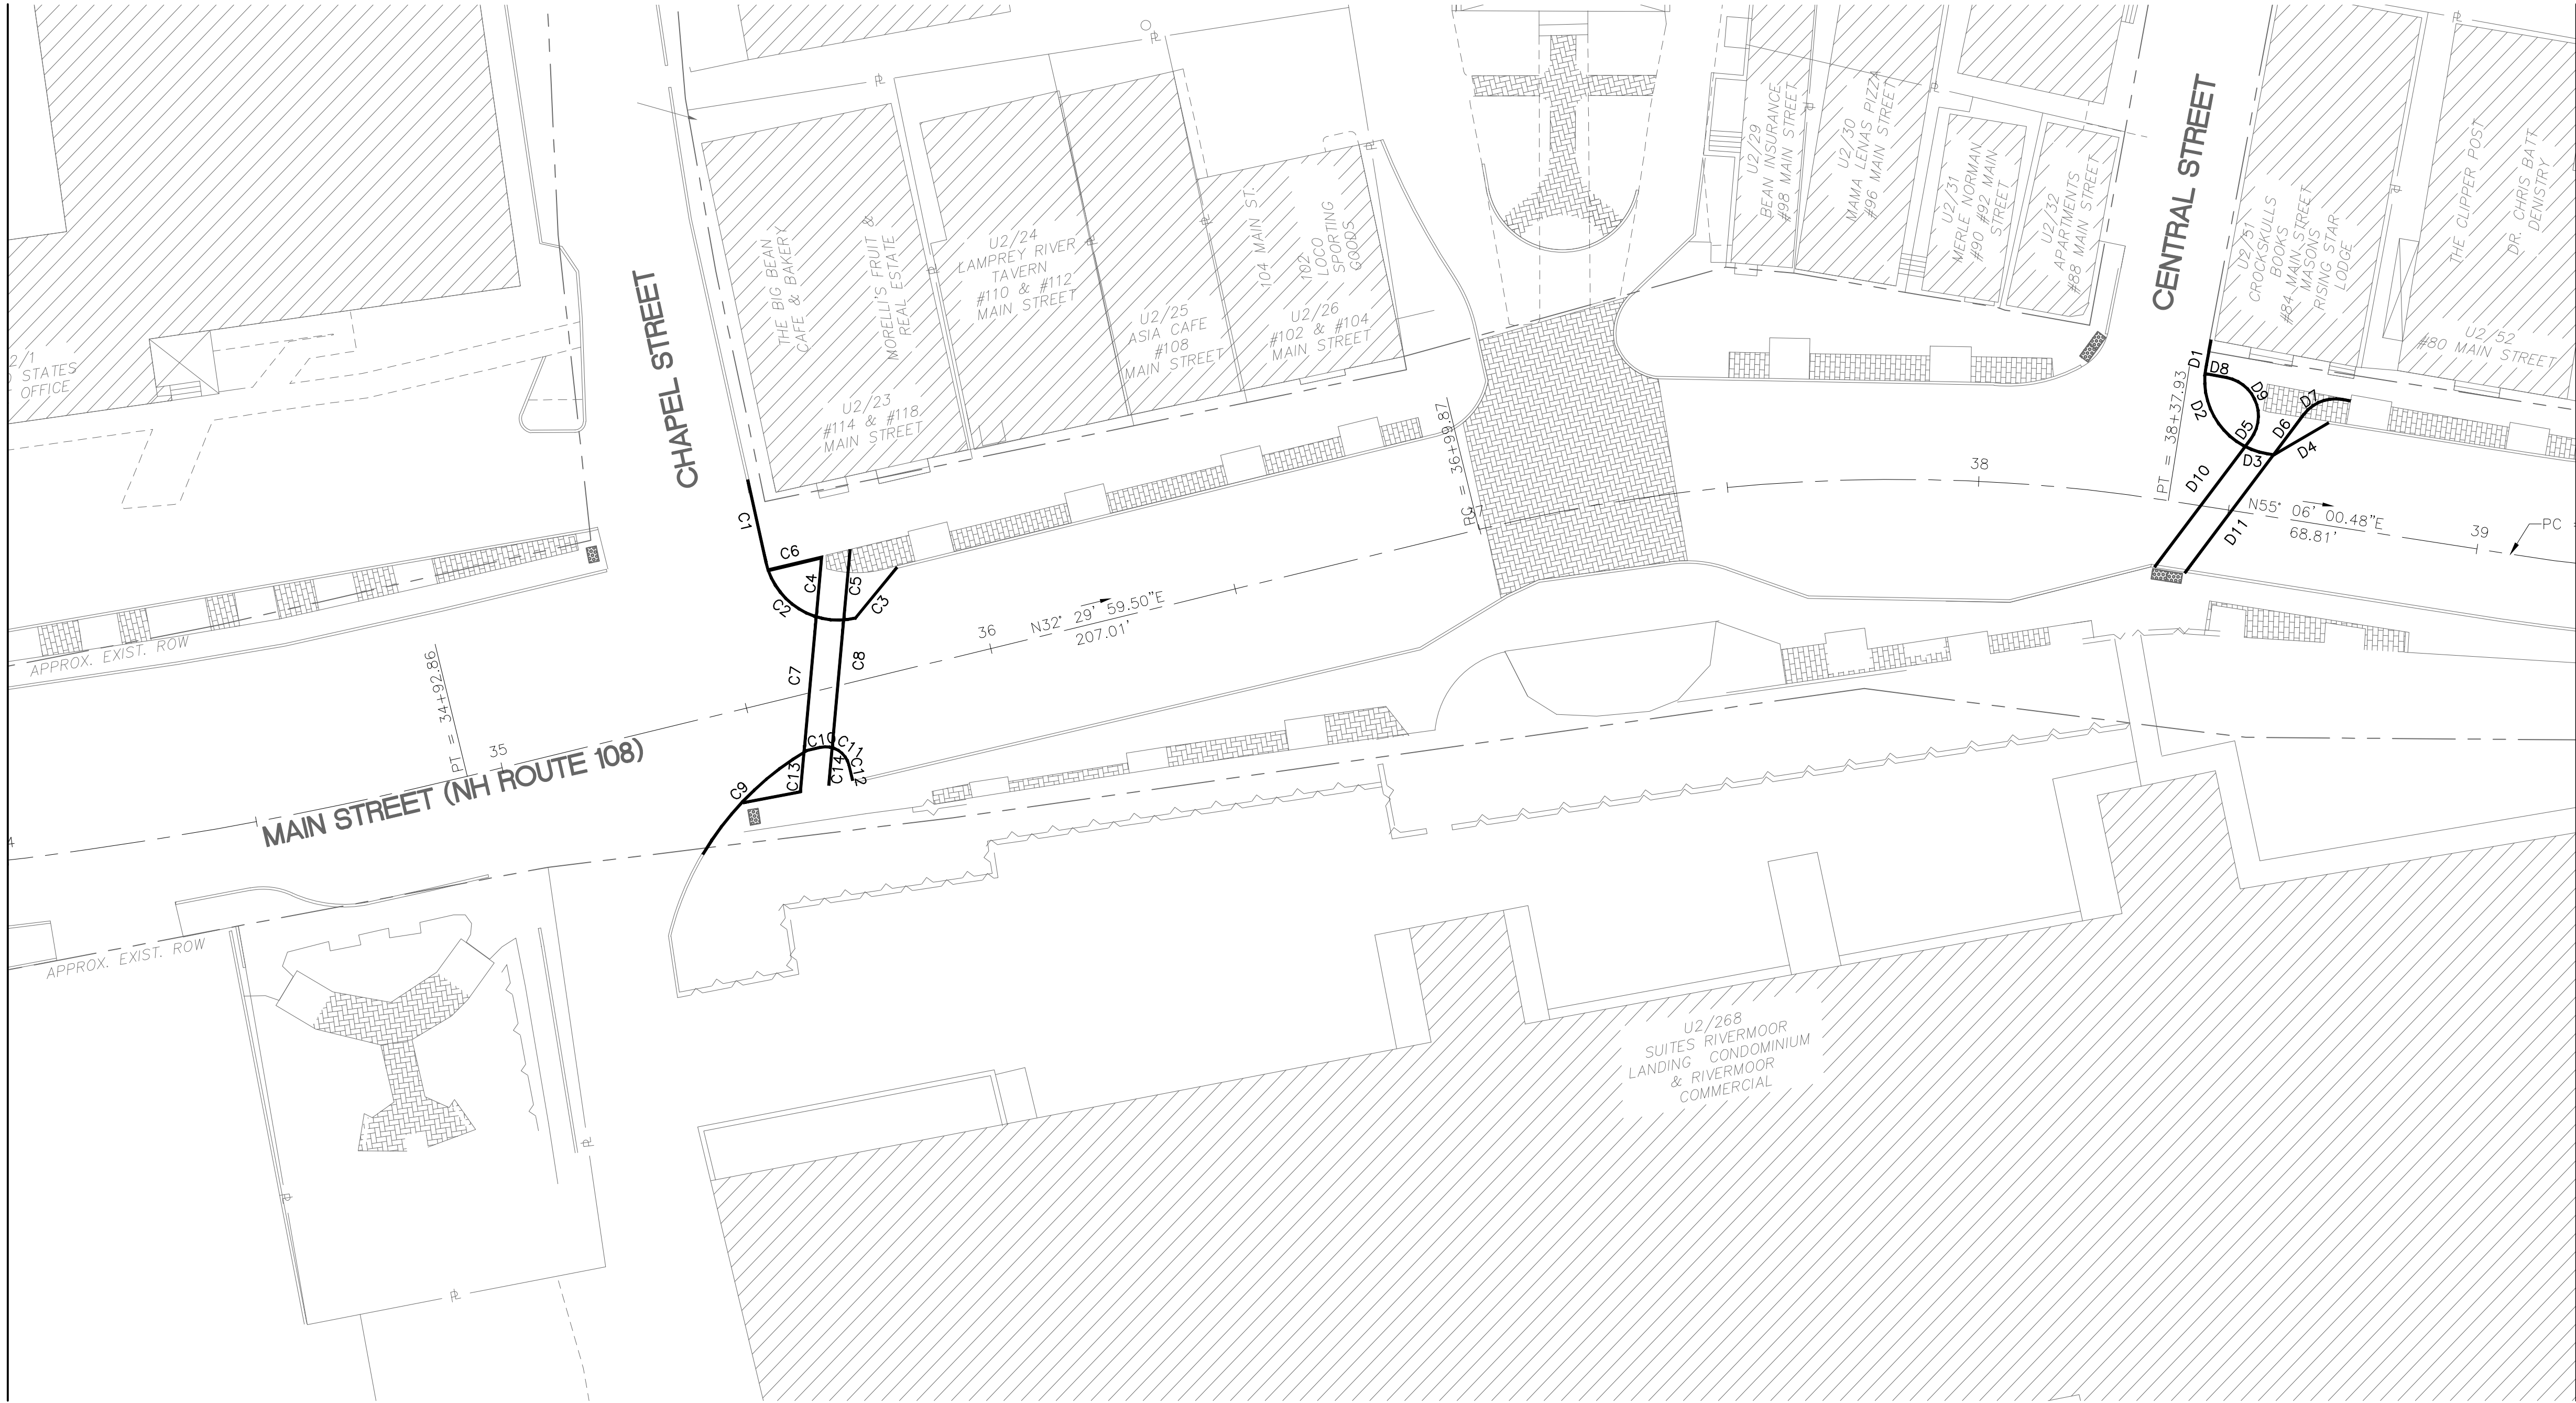 CHAPEL STREET
CENTRAL STREET
MAIN STREET (NH ROUTE 108)
2/1
STATES
OFFICE
APPROX. EXIST. ROW
APPROX. EXIST. ROW
PT = 34+92.86
35
36
N32° 29' 59.50"E
207.01'
37
PC = 36+99.87
38
PT = 38+37.93
N55° 06' 00.48"E
68.81'
39
PC
THE BIG BEAN
CAFE & BAKERY
MORELLI'S FRUIT &
REAL ESTATE
U2/23
#114 & #118
MAIN STREET
U2/24
LAMPREY RIVER
TAVERN
#110 & #112
MAIN STREET
U2/25
ASIA CAFE
#108
MAIN STREET
104 MAIN ST.
102
LOCO
SPORTING
GOODS
U2/26
#102 & #104
MAIN STREET
U2/29
BEAN INSURANCE
#98 MAIN STREET
U2/30
MAMA LENAS PIZZA
#96 MAIN STREET
U2/31
MERLE NORMAN
#90 #92 MAIN
STREET
U2/32
APARTMENTS
#88 MAIN STREET
U2/51
CROCKSKULLS
BOOKS
#84 MAIN STREET
MASONS
RISING STAR
LODGE
THE CLIPPER POST
DR. CHRIS BATT
DENISTRY
U2/52
#80 MAIN STREET
U2/268
SUITES RIVERMOOR
LANDING CONDOMINIUM
& RIVERMOOR
COMMERCIAL
C1
C2
C3
C4
C5
C6
C7
C8
C9
C10
C11
C12
C13
C14
D1
D2
D3
D4
D5
D6
D7
D8
D9
D10
D11